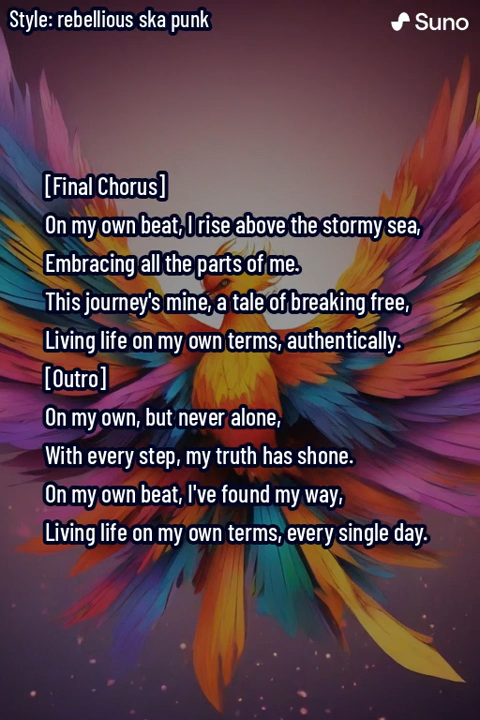 Style: rebellious ska punk
Suno
[Final Chorus]
On my own beat, I rise above the stormy sea,
Embracing all the parts of me.
This journey's mine, a tale of breaking free,
Living life on my own terms, authentically.
[Outro]
On my own, but never alone,
With every step, my truth has shone.
On my own beat, I've found my way,
Living life on my own terms, every single day.